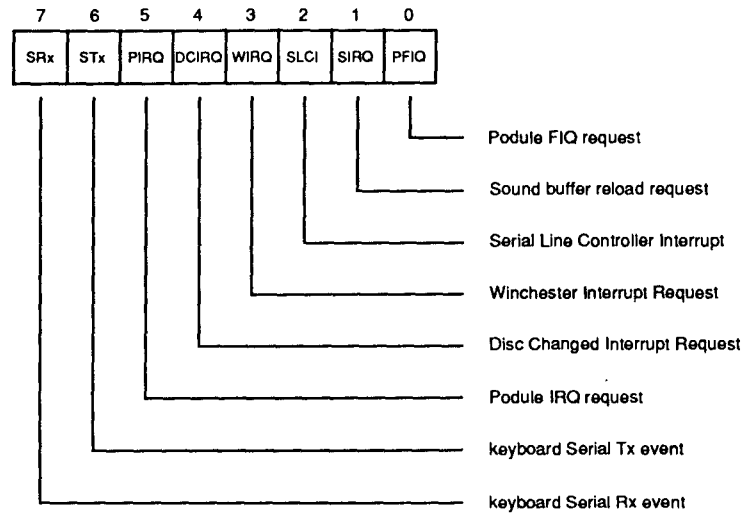 7 6 5 4 3 2 1 0
SRx STx PIRQ DCIRQ WIRQ SLCI SIRQ PFIQ
Podule FIQ request
Sound buffer reload request
Serial Line Controller Interrupt
Winchester Interrupt Request
Disc Changed Interrupt Request
Podule IRQ request
keyboard Serial Tx event
keyboard Serial Rx event